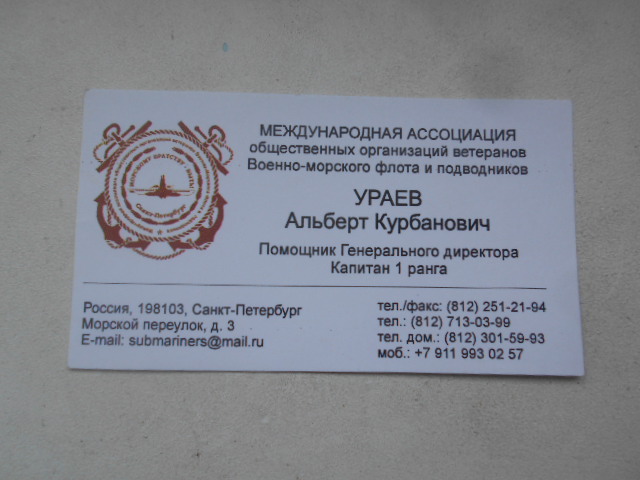 МЕЖДУНАРОДНАЯ АССОЦИАЦИЯ
общественных организаций ветеранов
Военно-морского флота и подводников
УРАЕВ
Альберт Курбанович
Помощник Генерального директора
Капитан 1 ранга
Россия, 198103, Санкт-Петербург
Морской переулок, д. 3
E-mail: submariners@mail.ru
тел./факс: (812) 251-21-94
тел.: (812) 713-03-99
тел. дом.: (812) 301-59-93
моб.: +7 911 993 02 57
Санкт-Петербург